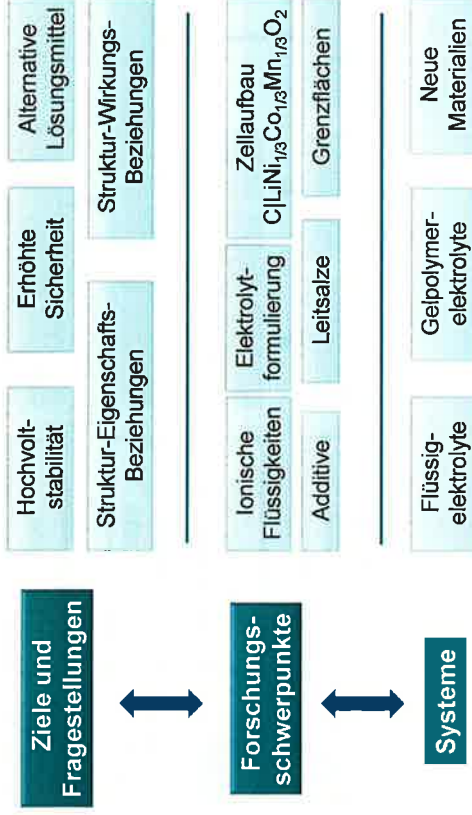 Ziele und
Fragestellungen
Hochvolt-
stabilität
Erhöhte
Sicherheit
Alternative
Lösungsmittel
Struktur-Eigenschafts-
Beziehungen
Struktur-Wirkungs-
Beziehungen
Forschungs-
schwerpunkte
Ionische
Flüssigkeiten
Elektrolyt-
formulierung
Zellaufbau
C|LiNi1/3Co1/3Mn1/3O2
Additive
Leitsalze
Grenzflächen
Systeme
Flüssig-
elektrolyte
Gelpolymer-
elektrolyte
Neue
Materialien